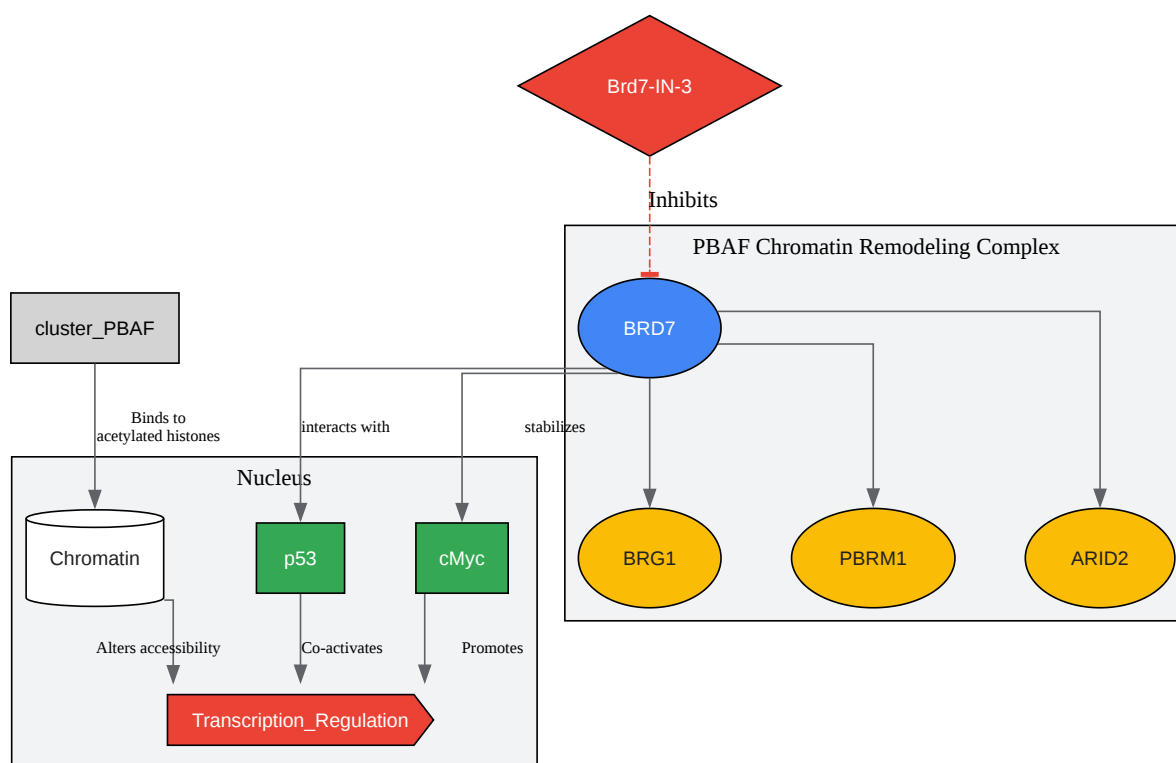 Brd7-IN-3
Inhibits
PBAF Chromatin Remodeling Complex
BRD7
cluster_PBAF
Binds to
acetylated histones
interacts with
stabilizes
Nucleus
Chromatin
p53
cMyc
BRG1
PBRM1
ARID2
Alters accessibility
Co-activates
Promotes
Transcription_Regulation